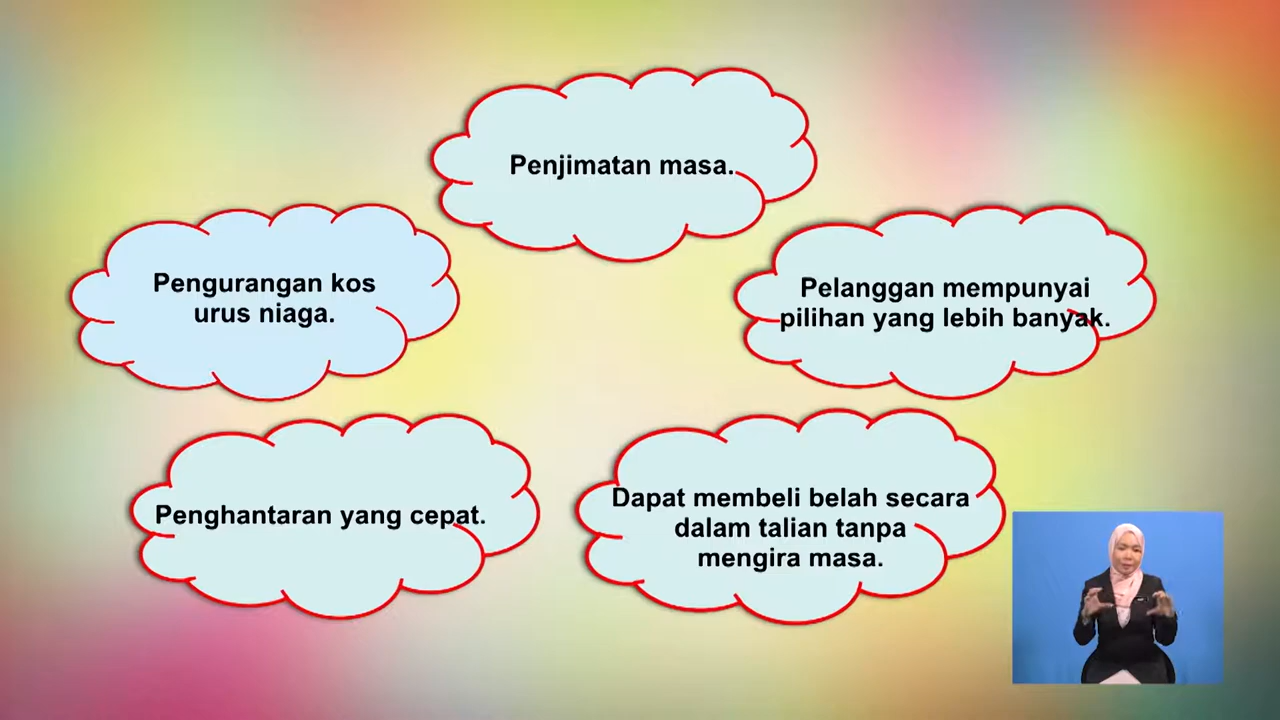 Penjimatan masa.
Pengurangan kos
urus niaga.
Pelanggan mempunyai
pilihan yang lebih banyak.
Penghantaran yang cepat.
Dapat membeli belah secara
dalam talian tanpa
mengira masa.